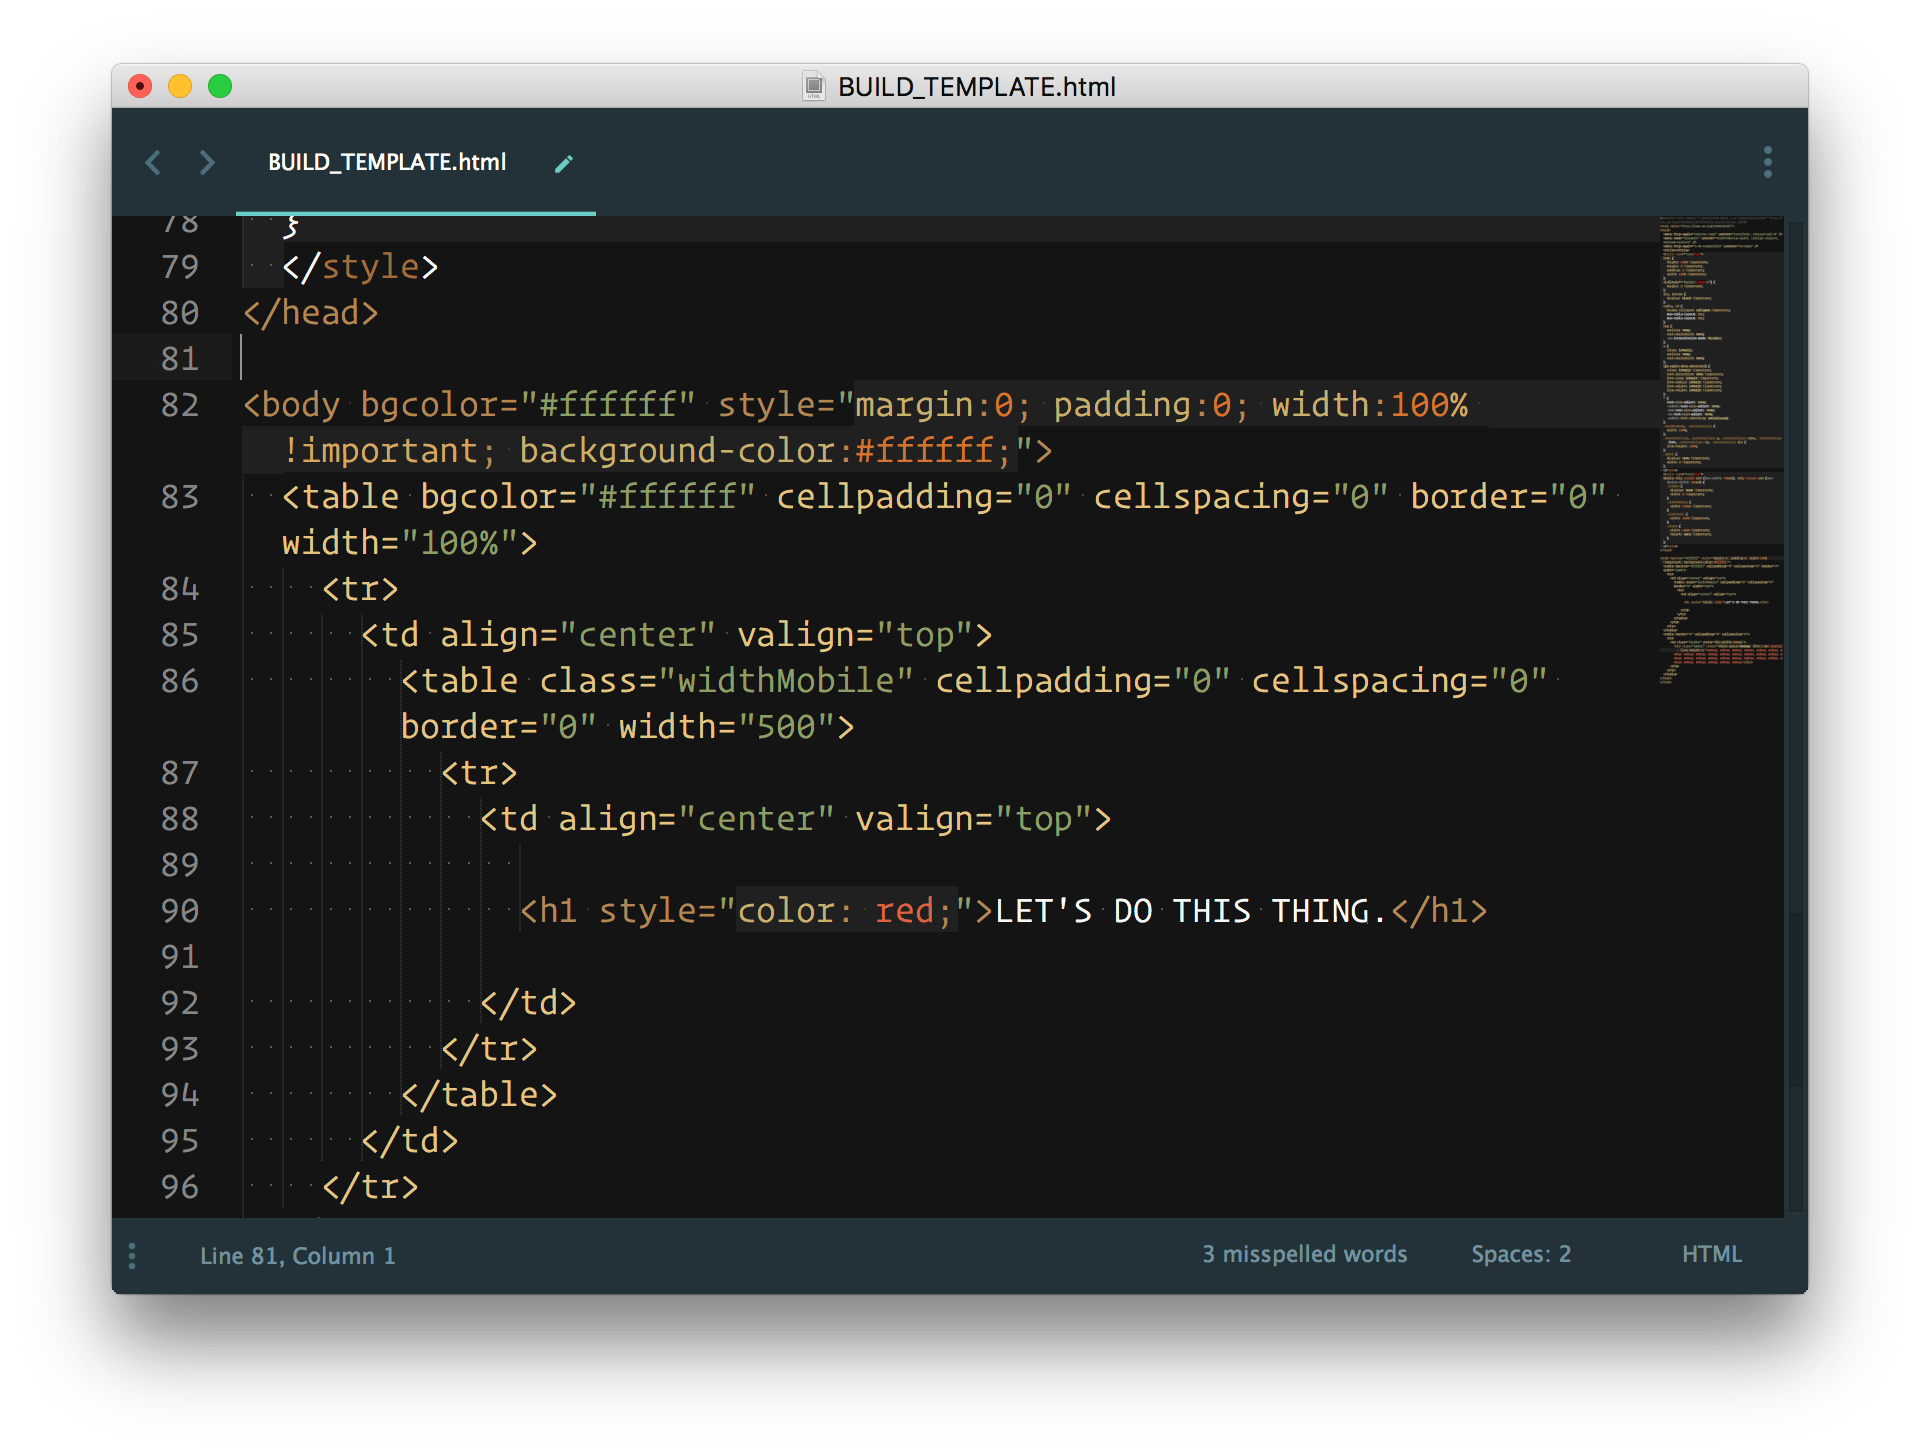 BUILD_TEMPLATE.html
BUILD_TEMPLATE.html
78 }
79 </style>
80 </head>
81
82 <body bgcolor="#ffffff" style="margin:0; padding:0; width:100%
!important; background-color:#ffffff;">
83 <table bgcolor="#ffffff" cellpadding="0" cellspacing="0" border="0"
width="100%">
84 <tr>
85 <td align="center" valign="top">
86 <table class="widthMobile" cellpadding="0" cellspacing="0"
border="0" width="500">
87 <tr>
88 <td align="center" valign="top">
89
90 <h1 style="color: red;">LET'S DO THIS THING.</h1>
91
92 </td>
93 </tr>
94 </table>
95 </td>
96 </tr>
Line 81, Column 1
3 misspelled words
Spaces: 2
HTML